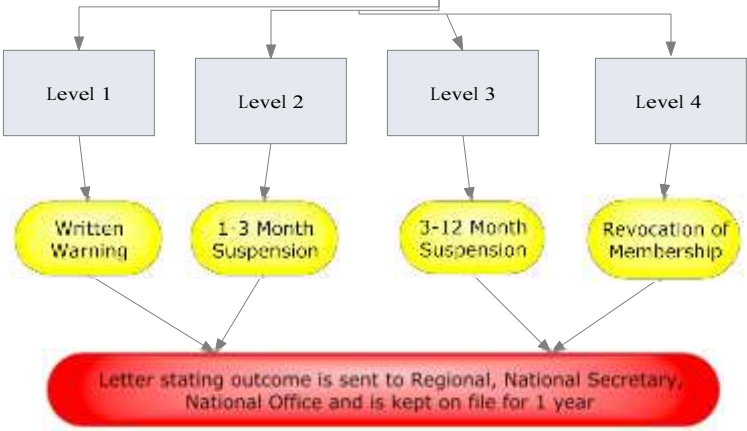 Level 1
Level 2
Level 3
Level 4
Written
Warning
1-3 Month
Suspension
3-12 Month
Suspension
Revocation of
Membership
Letter stating outcome is sent to Regional, National Secretary,
National Office and is kept on file for 1 year